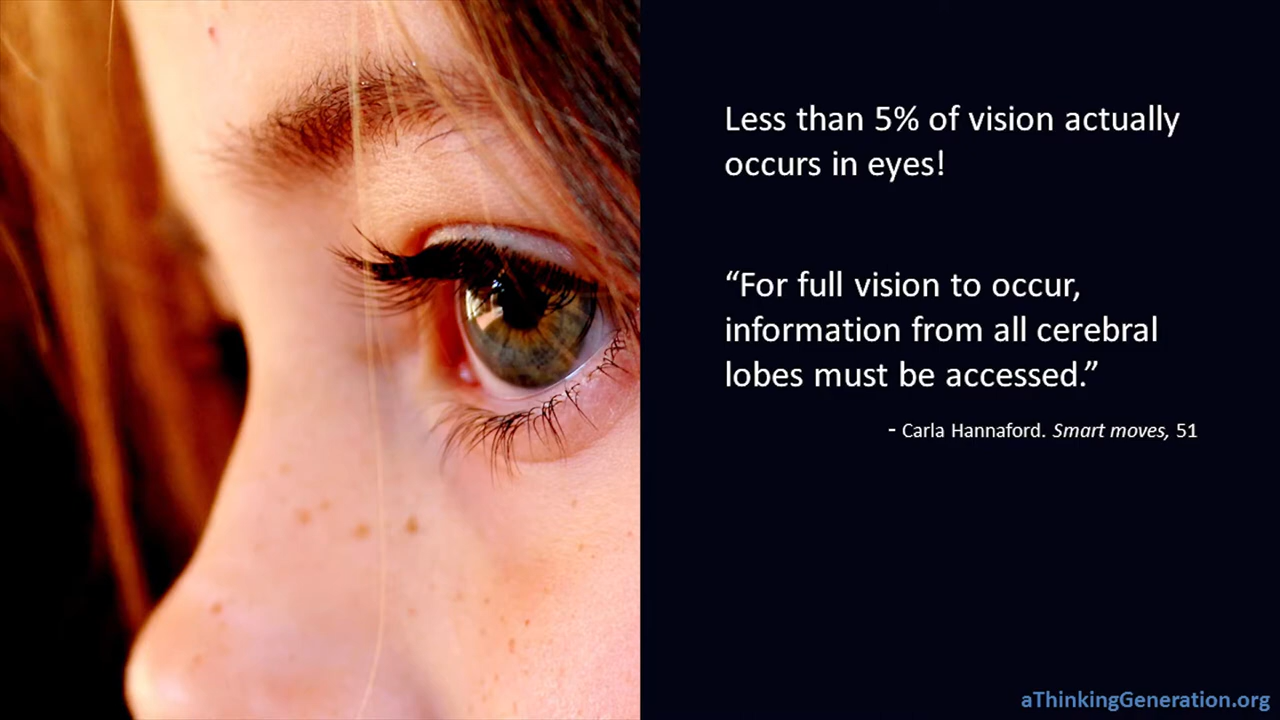 Less than 5% of vision actually
occurs in eyes!
“For full vision to occur,
information from all cerebral
lobes must be accessed.”
- Carla Hannaford. Smart moves, 51
aThinkingGeneration.org